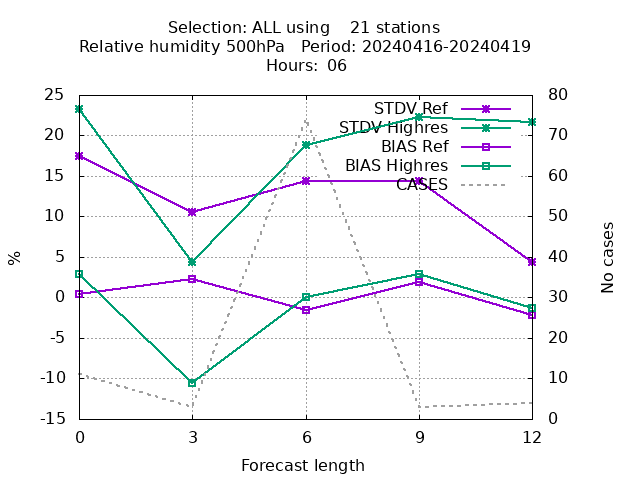 Selection: ALL using    21 stations
Relative humidity 500hPa   Period: 20240416-20240419
Hours: 06
STDV Ref
STDV Highres
BIAS Ref
BIAS Highres
CASES
25
20
15
10
5
0
-5
-10
-15
%
80
70
60
50
40
30
20
10
0
No cases
0 3 6 9 12
Forecast length